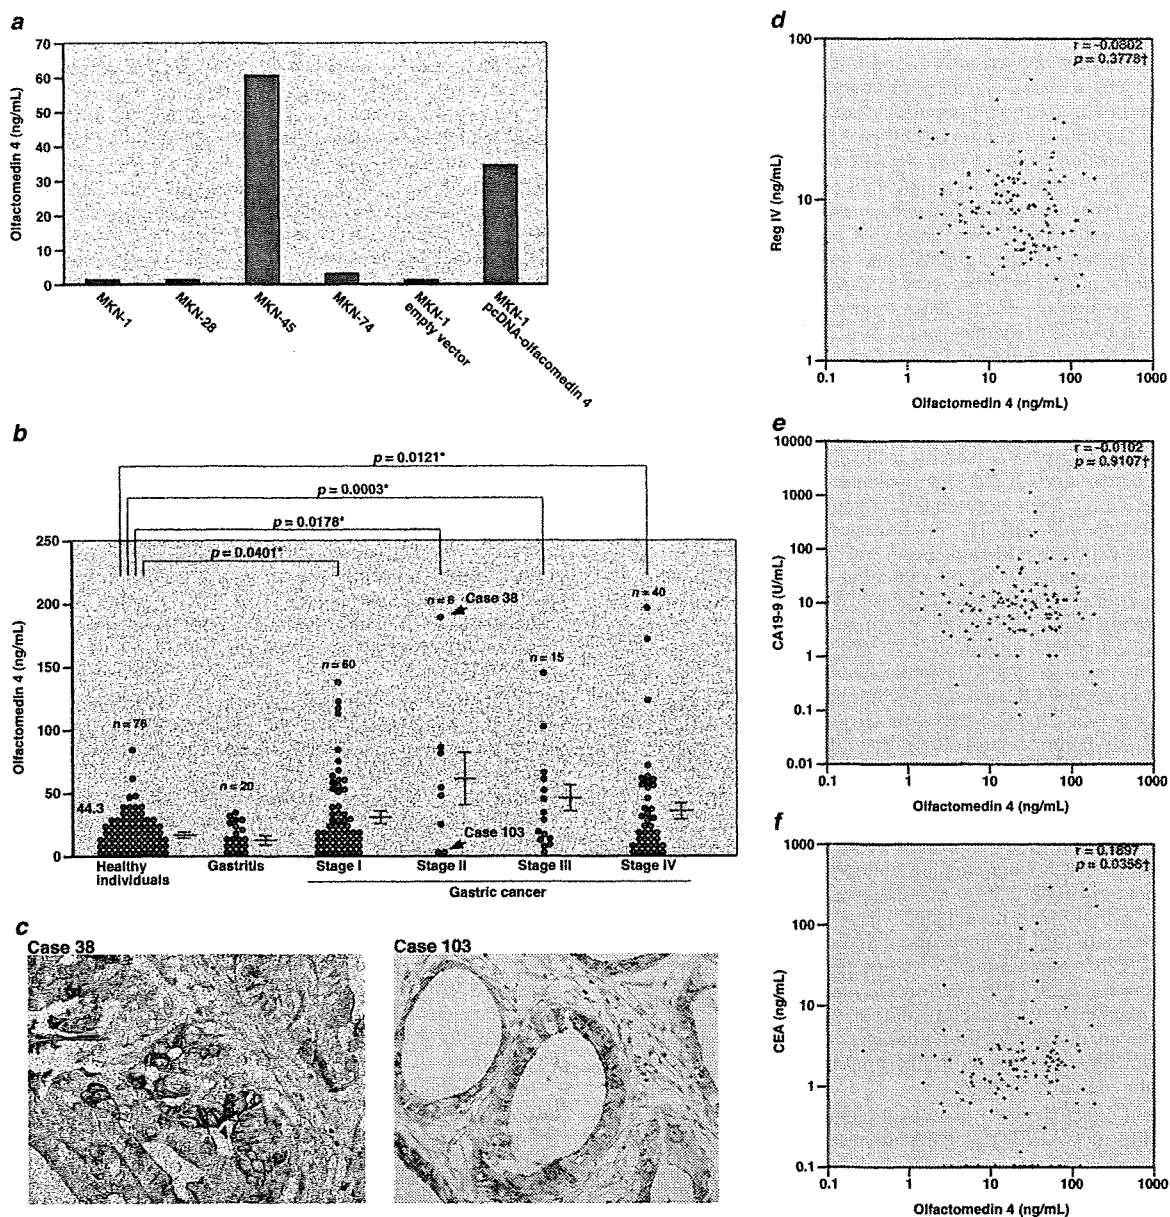 a
Olfactomedin 4 (ng/mL)
70
60
50
40
30
20
10
0
MKN-1
MKN-28
MKN-45
MKN-74
MKN-1
empty vector
MKN-1
pcDNA-olfacomedin 4
b
p = 0.0121*
p = 0.0003*
p = 0.0178*
p = 0.0401*
Olfactomedin 4 (ng/mL)
250
200
150
100
50
0
44.3
n = 76
n = 20
n = 60
n = 8
Case 38
n = 15
n = 40
Case 103
Healthy
individuals
Gastritis
Stage I
Stage II
Stage III
Stage IV
Gastric cancer
c
Case 38
Case 103
d
r = -0.0802
p = 0.3778†
Reg IV (ng/mL)
100
10
1
0.1
1
10
100
1000
Olfactomedin 4 (ng/mL)
e
r = -0.0102
p = 0.9107†
CA19-9 (U/mL)
10000
1000
100
10
1
0.1
0.01
0.1
1
10
100
1000
Olfactomedin 4 (ng/mL)
f
r = 0.1897
p = 0.0356†
CEA (ng/mL)
1000
100
10
1
0.1
0.1
1
10
100
1000
Olfactomedin 4 (ng/mL)